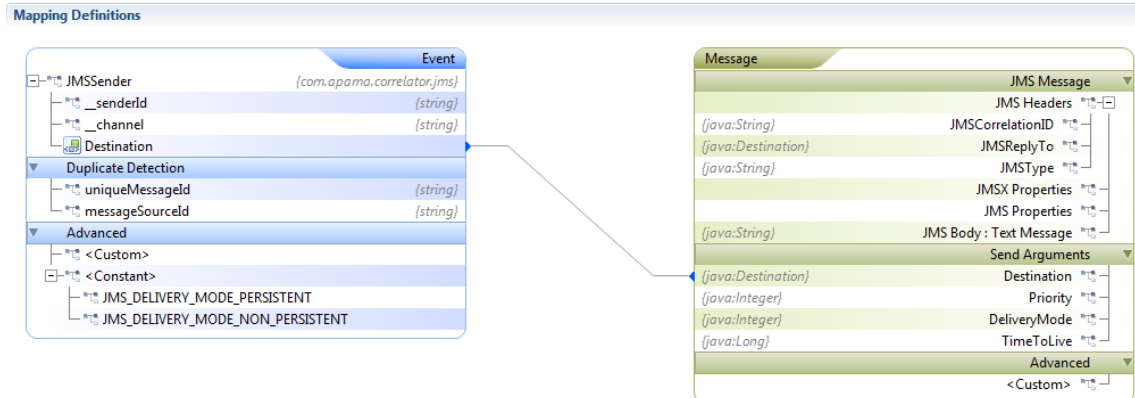 Mapping Definitions
Event
JMSSender {com.apama.correlator.jms}
__senderId {string}
__channel {string}
Destination
Duplicate Detection
uniqueMessageId {string}
messageSourceId {string}
Advanced
<Custom>
<Constant>
JMS_DELIVERY_MODE_PERSISTENT
JMS_DELIVERY_MODE_NON_PERSISTENT
Message
JMS Message
JMS Headers
{java:String} JMSCorrelationID
{java:Destination} JMSReplyTo
{java:String} JMSType
JMSX Properties
JMS Properties
{java:String} JMS Body : Text Message
Send Arguments
{java:Destination} Destination
{java:Integer} Priority
{java:Integer} DeliveryMode
{java:Long} TimeToLive
Advanced
<Custom>